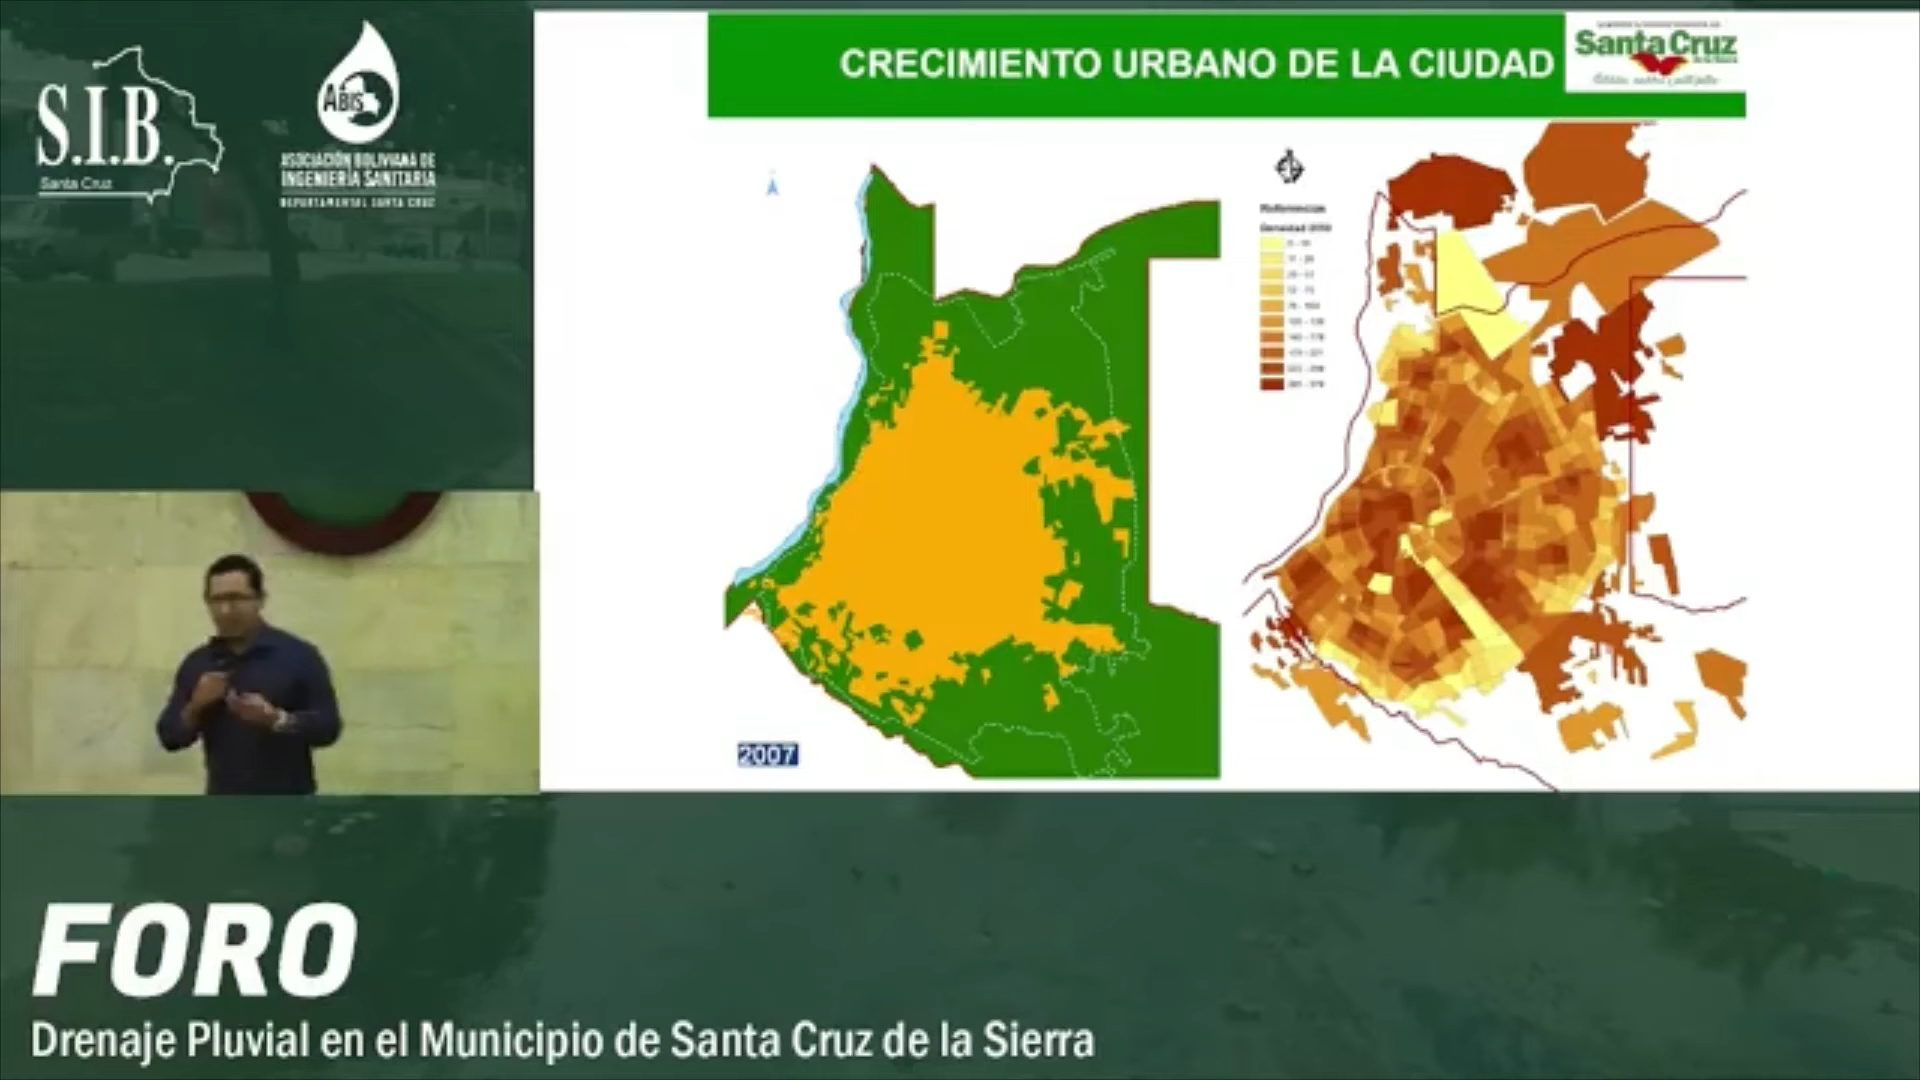 S.I.B.
Santa Cruz
ABIS
ASOCIACIÓN BOLIVIANA DE
INGENIERÍA SANITARIA
DEPARTAMENTAL SANTA CRUZ
CRECIMIENTO URBANO DE LA CIUDAD
Santa Cruz
Referencias
2007
FORO
Drenaje Pluvial en el Municipio de Santa Cruz de la Sierra